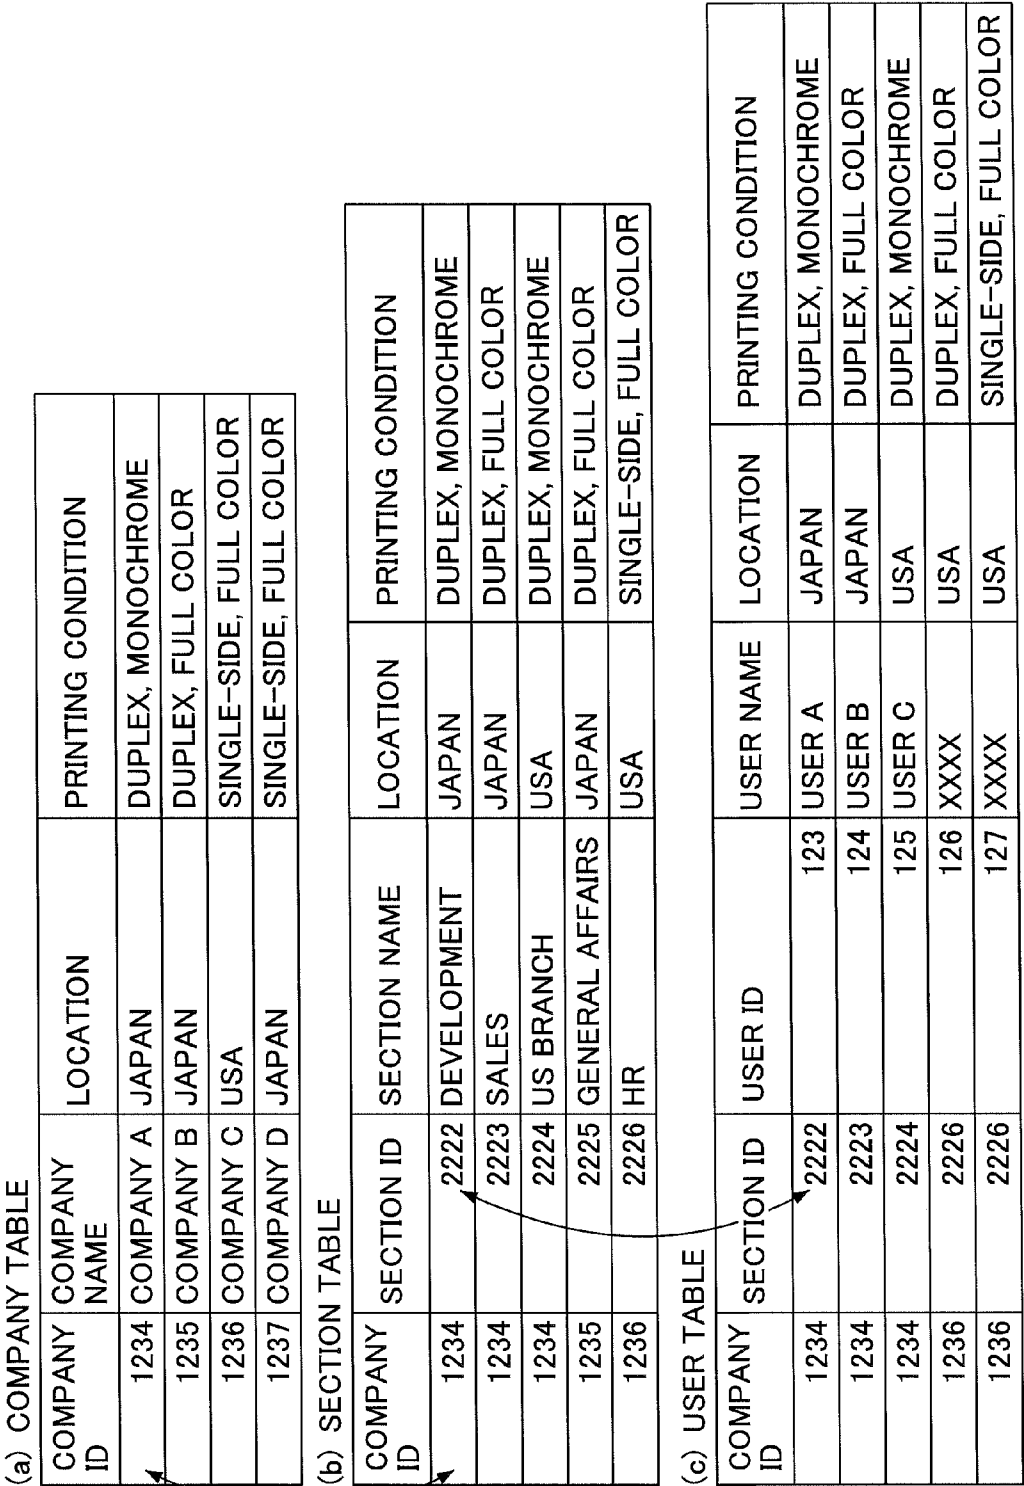 (a) COMPANY TABLE
COMPANY ID COMPANY NAME LOCATION PRINTING CONDITION
1234 COMPANY A JAPAN DUPLEX, MONOCHROME
1235 COMPANY B JAPAN DUPLEX, FULL COLOR
1236 COMPANY C USA SINGLE-SIDE, FULL COLOR
1237 COMPANY D JAPAN SINGLE-SIDE, FULL COLOR
(b) SECTION TABLE
COMPANY ID SECTION ID SECTION NAME LOCATION PRINTING CONDITION
1234 2222 DEVELOPMENT JAPAN DUPLEX, MONOCHROME
1234 2223 SALES JAPAN DUPLEX, FULL COLOR
1234 2224 US BRANCH USA DUPLEX, MONOCHROME
1235 2225 GENERAL AFFAIRS JAPAN DUPLEX, FULL COLOR
1236 2226 HR USA SINGLE-SIDE, FULL COLOR
(c) USER TABLE
COMPANY ID SECTION ID USER ID USER NAME LOCATION PRINTING CONDITION
1234 2222 123 USER A JAPAN DUPLEX, MONOCHROME
1234 2223 124 USER B JAPAN DUPLEX, FULL COLOR
1234 2224 125 USER C USA DUPLEX, MONOCHROME
1236 2226 126 XXXX USA DUPLEX, FULL COLOR
1236 2226 127 XXXX USA SINGLE-SIDE, FULL COLOR